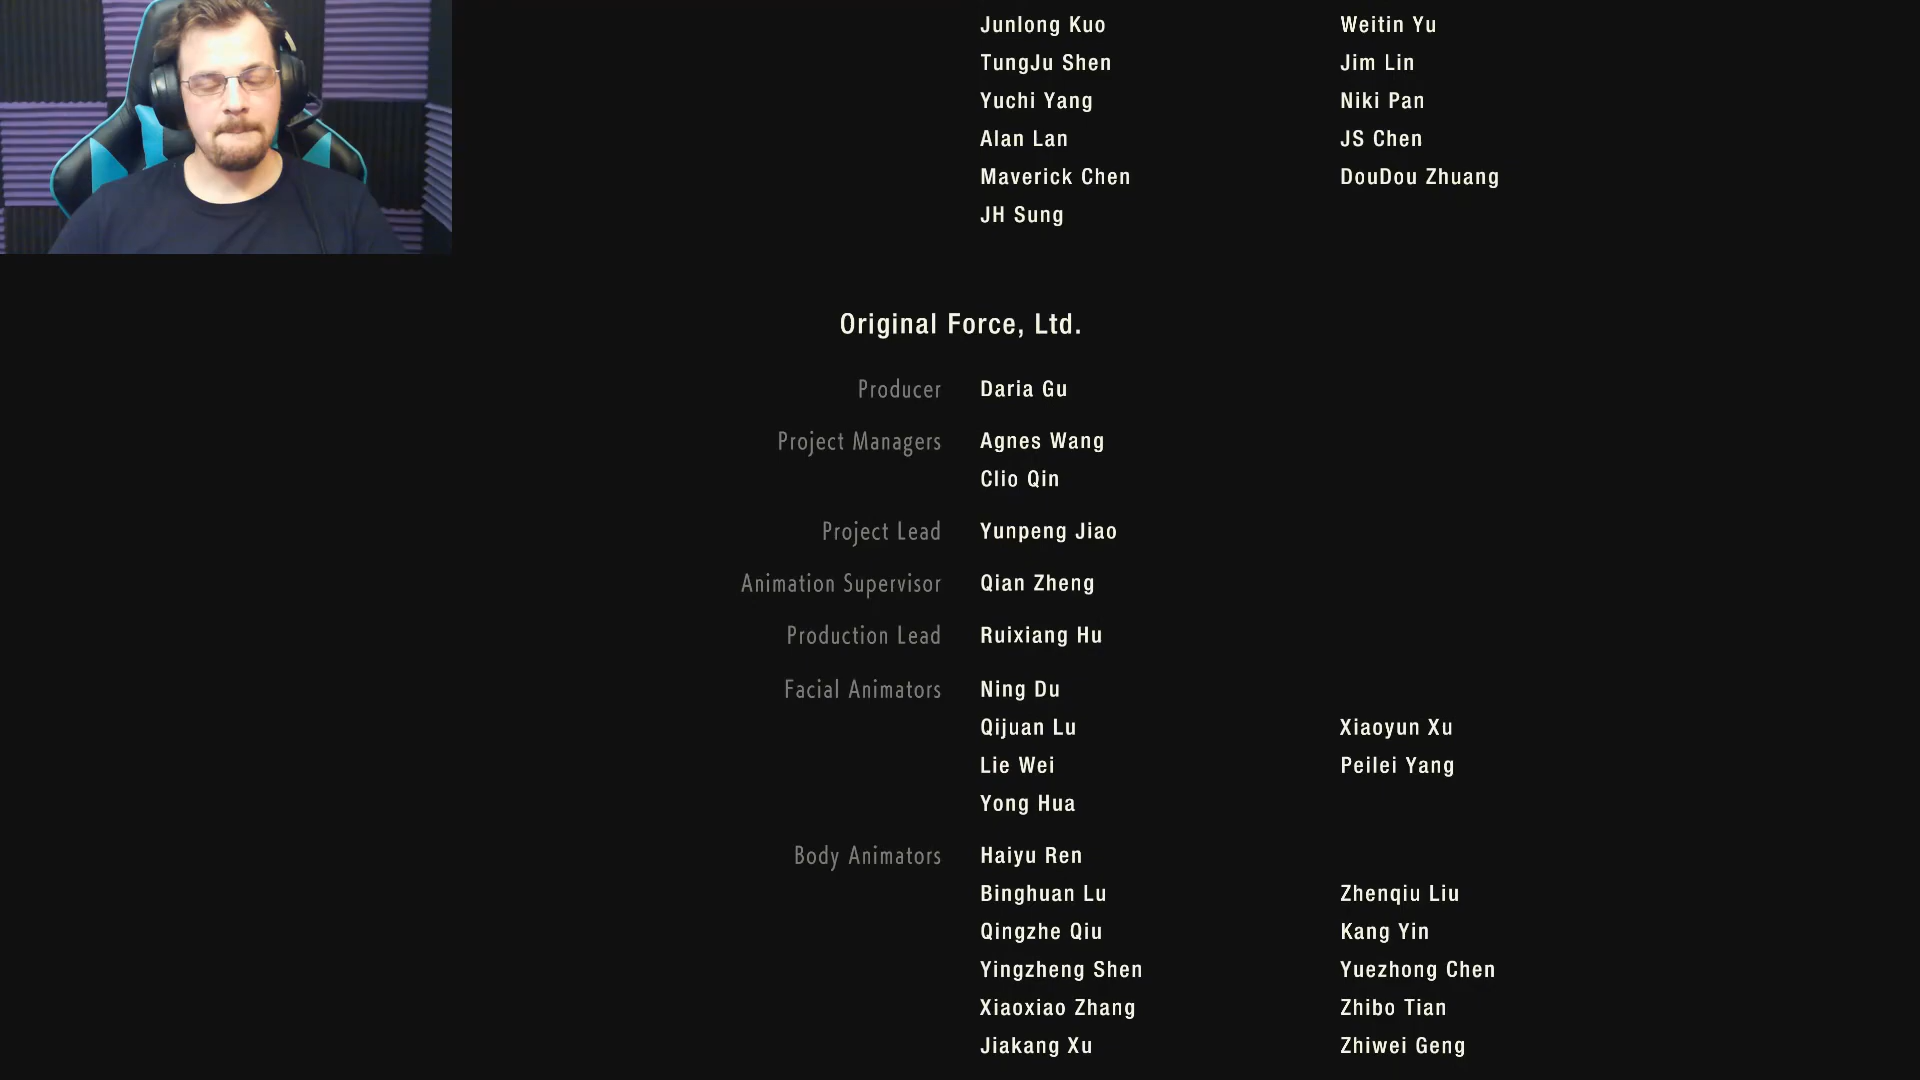 Junlong Kuo Weitin Yu
TungJu Shen Jim Lin
Yuchi Yang Niki Pan
Alan Lan JS Chen
Maverick Chen DouDou Zhuang
JH Sung
Original Force, Ltd.
Producer Daria Gu
Project Managers Agnes Wang
Clio Qin
Project Lead Yunpeng Jiao
Animation Supervisor Qian Zheng
Production Lead Ruixiang Hu
Facial Animators Ning Du
Qijuan Lu Xiaoyun Xu
Lie Wei Peilei Yang
Yong Hua
Body Animators Haiyu Ren
Binghuan Lu Zhenqiu Liu
Qingzhe Qiu Kang Yin
Yingzheng Shen Yuezhong Chen
Xiaoxiao Zhang Zhibo Tian
Jiakang Xu Zhiwei Geng